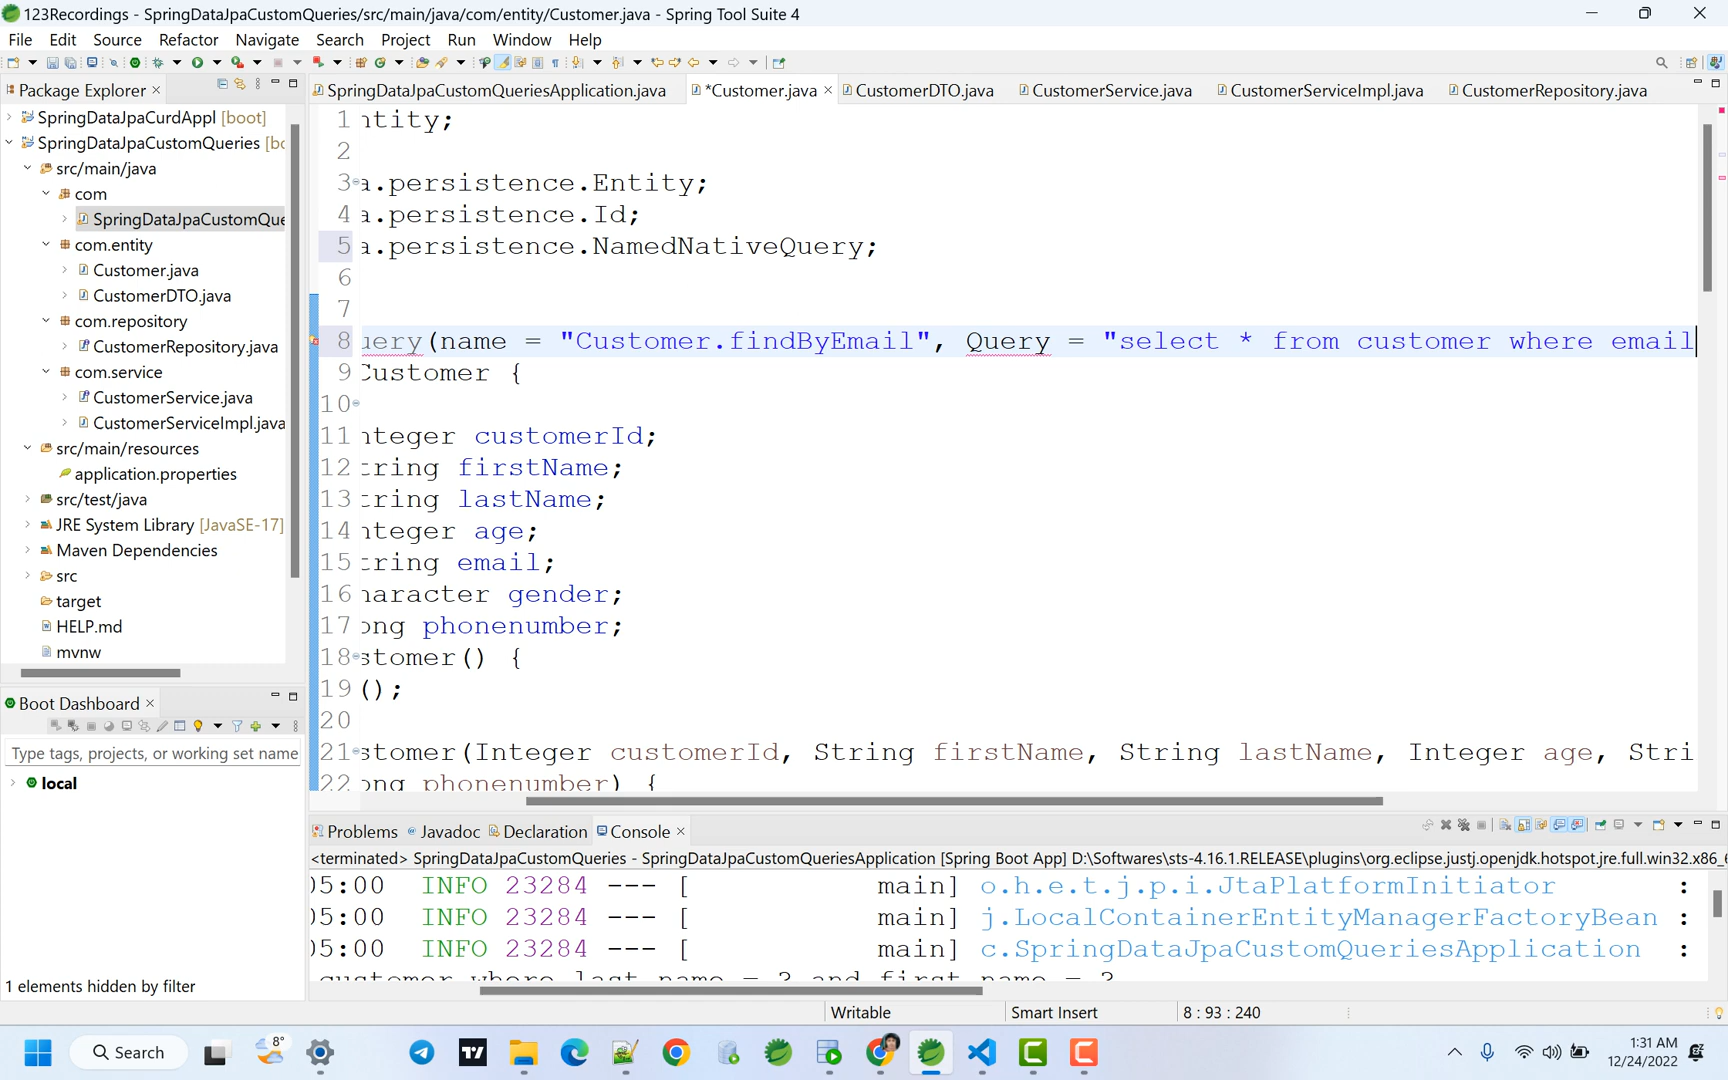 123Recordings - SpringDataJpaCustomQueries/src/main/java/com/entity/Customer.java - Spring Tool Suite 4
File Edit Source Refactor Navigate Search Project Run Window Help
Package Explorer
SpringDataJpaCustomQueriesApplication.java *Customer.java CustomerDTO.java CustomerService.java CustomerServiceImpl.java CustomerRepository.java
SpringDataJpaCurdAppl [boot]
SpringDataJpaCustomQueries [bo
src/main/java
com
SpringDataJpaCustomQue
com.entity
Customer.java
CustomerDTO.java
com.repository
CustomerRepository.java
com.service
CustomerService.java
CustomerServiceImpl.java
src/main/resources
application.properties
src/test/java
JRE System Library [JavaSE-17]
Maven Dependencies
src
target
HELP.md
mvnw
1 ntity;
2
3 a.persistence.Entity;
4 a.persistence.Id;
5 a.persistence.NamedNativeQuery;
6
7
8 uery(name = "Customer.findByEmail", Query = "select * from customer where email
9 Customer {
10
11 nteger customerId;
12 tring firstName;
13 tring lastName;
14 nteger age;
15 tring email;
16 haracter gender;
17 ong phonenumber;
18 stomer() {
19 ();
20
21 stomer(Integer customerId, String firstName, String lastName, Integer age, Stri
22 ong phonenumber) {
Boot Dashboard
Type tags, projects, or working set name
local
1 elements hidden by filter
Problems Javadoc Declaration Console
<terminated> SpringDataJpaCustomQueries - SpringDataJpaCustomQueriesApplication [Spring Boot App] D:\Softwares\sts-4.16.1.RELEASE\plugins\org.eclipse.justj.openjdk.hotspot.jre.full.win32.x86_6
05:00 INFO 23284 --- [ main] o.h.e.t.j.p.i.JtaPlatformInitiator :
05:00 INFO 23284 --- [ main] j.LocalContainerEntityManagerFactoryBean :
05:00 INFO 23284 --- [ main] c.SpringDataJpaCustomQueriesApplication :
customer where last_name = ? and first_name = ?
Writable Smart Insert 8 : 93 : 240
8°
Search
1:31 AM
12/24/2022